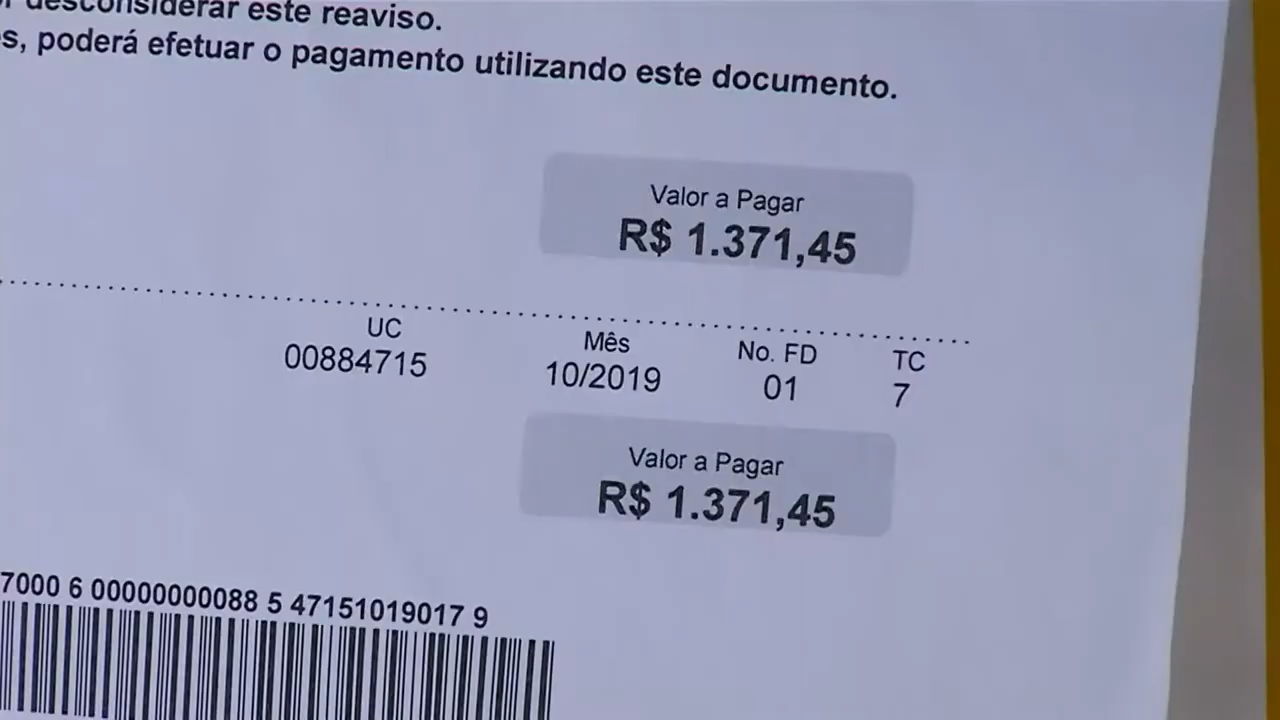 desconsiderar este reaviso.
s, poderá efetuar o pagamento utilizando este documento.
Valor a Pagar
R$ 1.371,45
UC Mês No. FD TC
00884715 10/2019 01 7
Valor a Pagar
R$ 1.371,45
7000 6 00000000088 5 47151019017 9